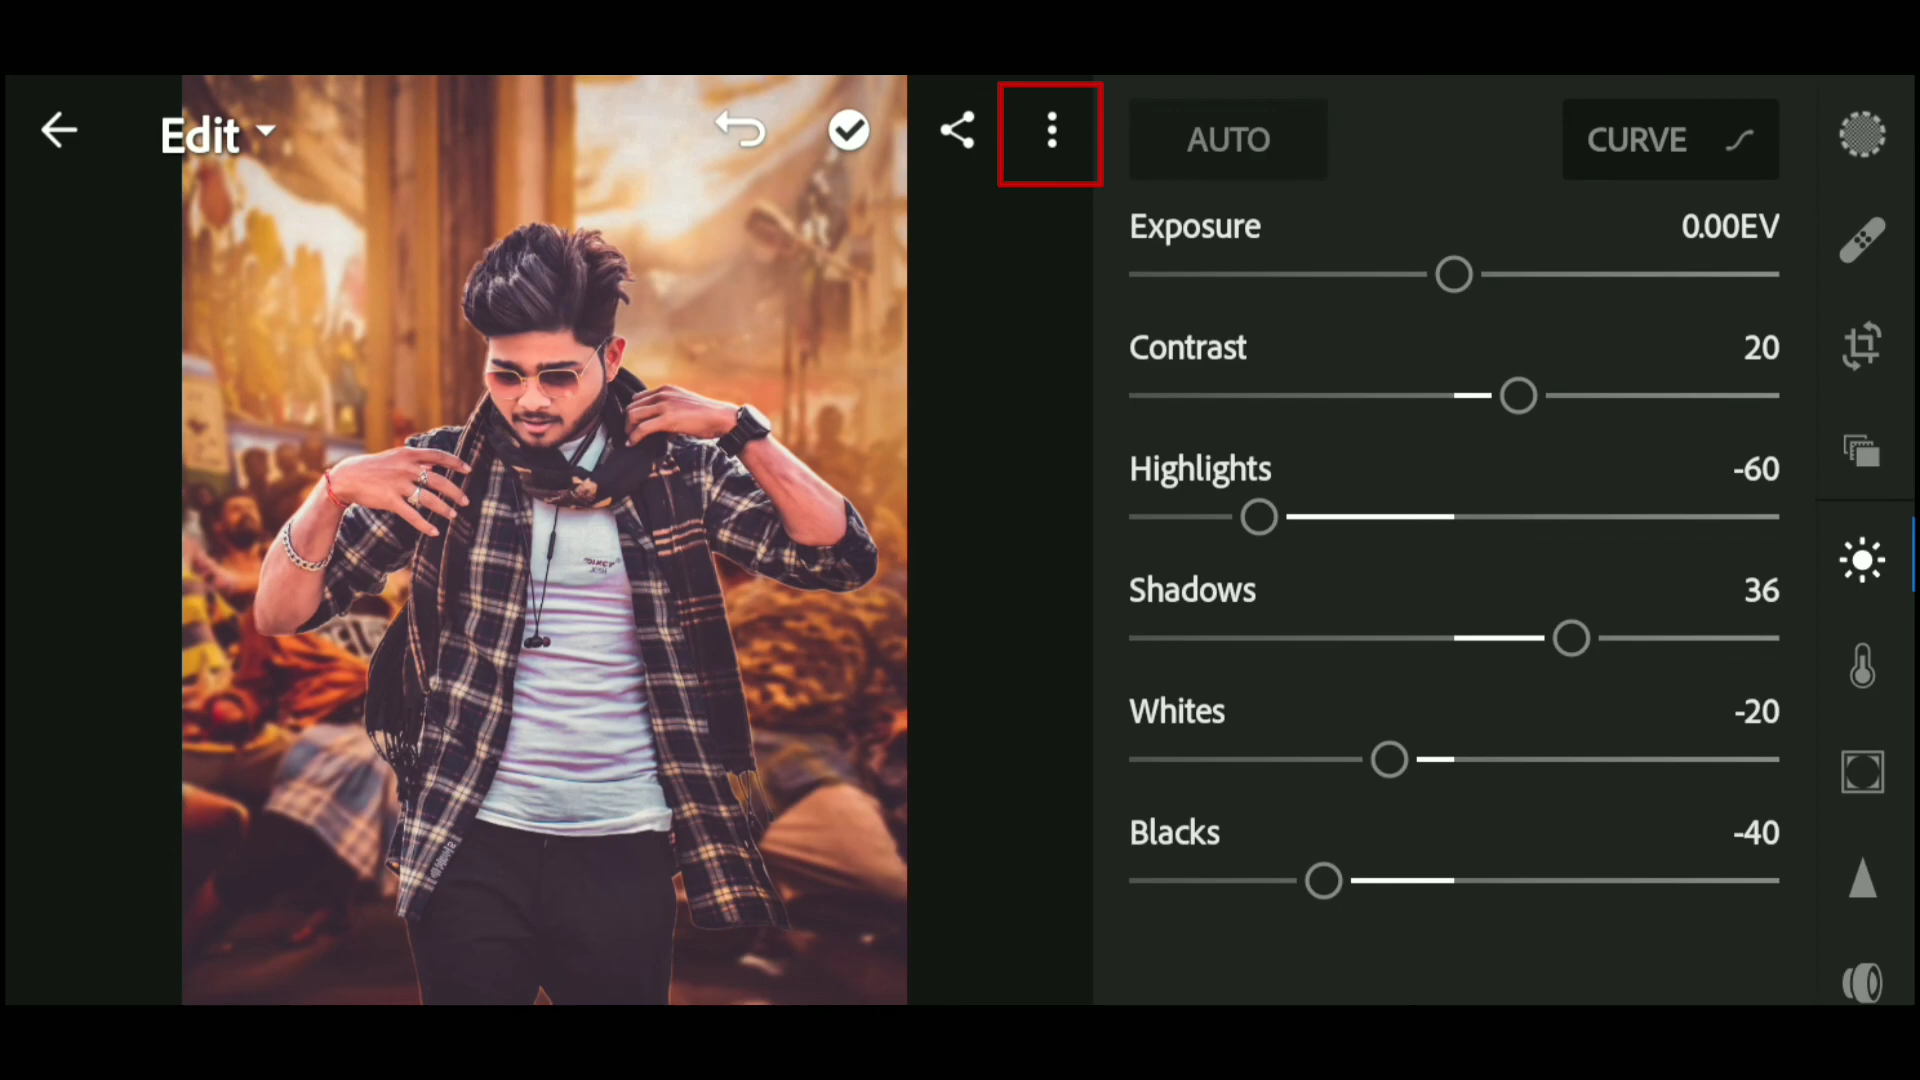 Edit
AUTO
CURVE
Exposure 0.00EV
Contrast 20
Highlights -60
Shadows 36
Whites -20
Blacks -40